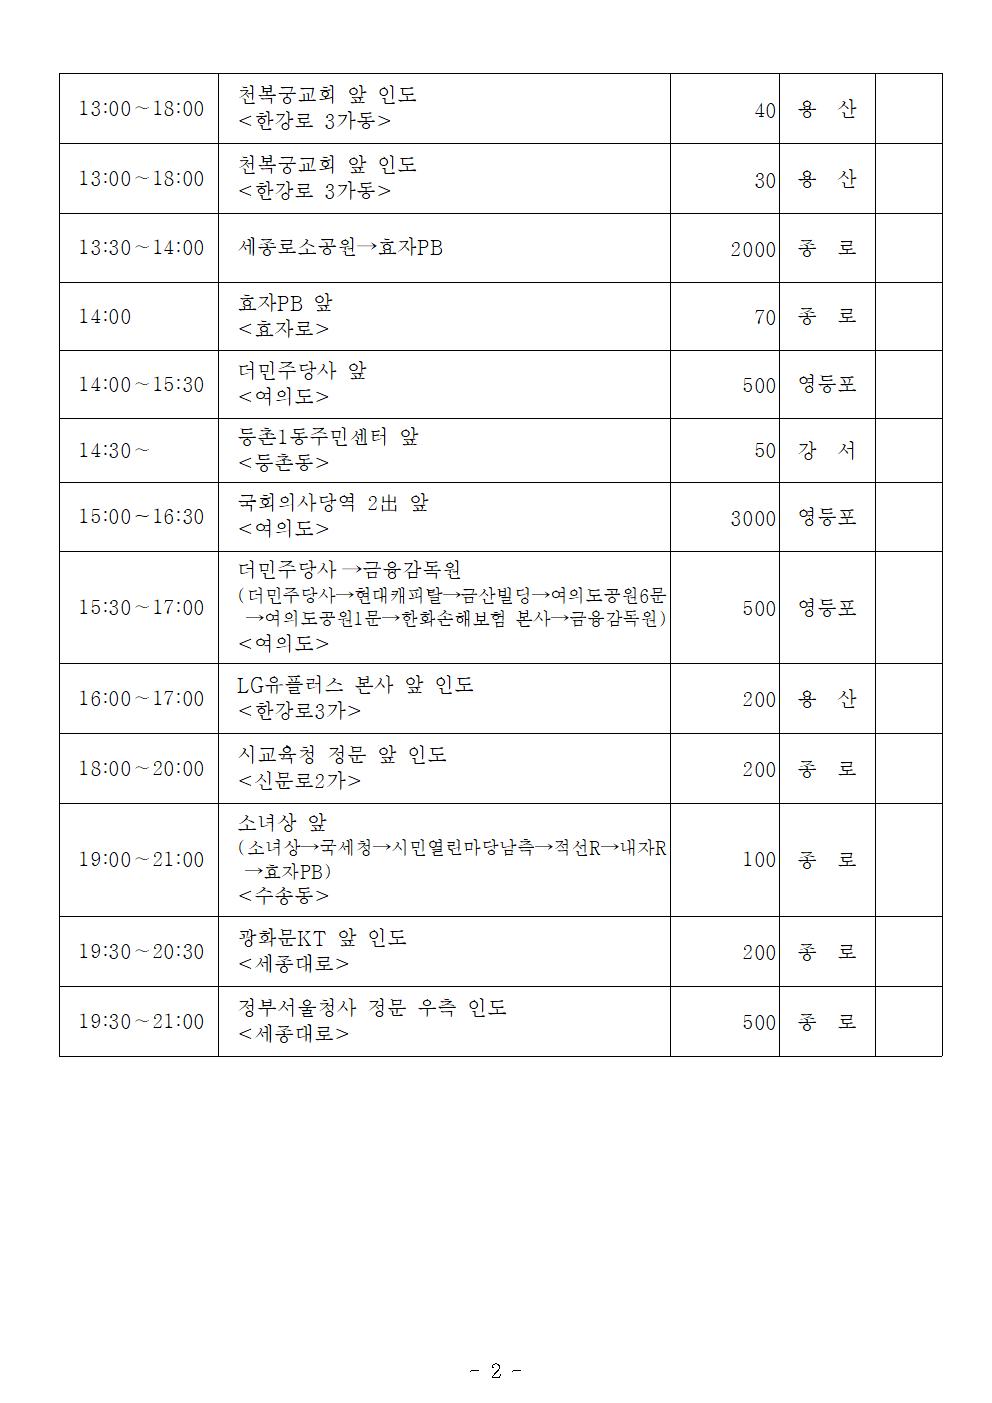 13:00~18:00
천복궁교회 앞 인도
<한강로 3가동>
40
용 산
13:00~18:00
천복궁교회 앞 인도
<한강로 3가동>
30
용 산
13:30~14:00
세종로소공원→효자PB
2000
종 로
14:00
효자PB 앞
<효자로>
70
종 로
14:00~15:30
더민주당사 앞
<여의도>
500
영등포
14:30~
등촌1동주민센터 앞
<등촌동>
50
강 서
15:00~16:30
국회의사당역 2出 앞
<여의도>
3000
영등포
15:30~17:00
더민주당사→금융감독원
(더민주당사→현대캐피탈→금산빌딩→여의도공원6문
→여의도공원1문→한화손해보험 본사→금융감독원)
<여의도>
500
영등포
16:00~17:00
LG유플러스 본사 앞 인도
<한강로3가>
200
용 산
18:00~20:00
시교육청 정문 앞 인도
<신문로2가>
200
종 로
19:00~21:00
소녀상 앞
(소녀상→국세청→시민열린마당남측→적선R→내자R
→효자PB)
<수송동>
100
종 로
19:30~20:30
광화문KT 앞 인도
<세종대로>
200
종 로
19:30~21:00
정부서울청사 정문 우측 인도
<세종대로>
500
종 로
- 2 -